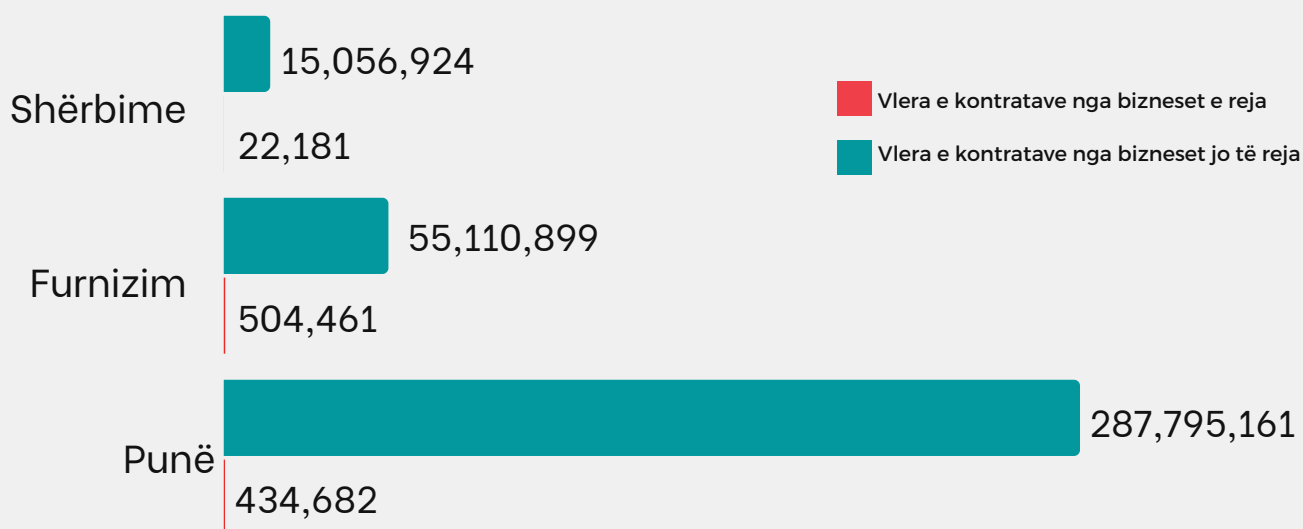 15,056,924
Shërbime
22,181
Vlera e kontratave nga bizneset e reja
Vlera e kontratave nga bizneset jo të reja
55,110,899
Furnizim
504,461
287,795,161
Punë
434,682